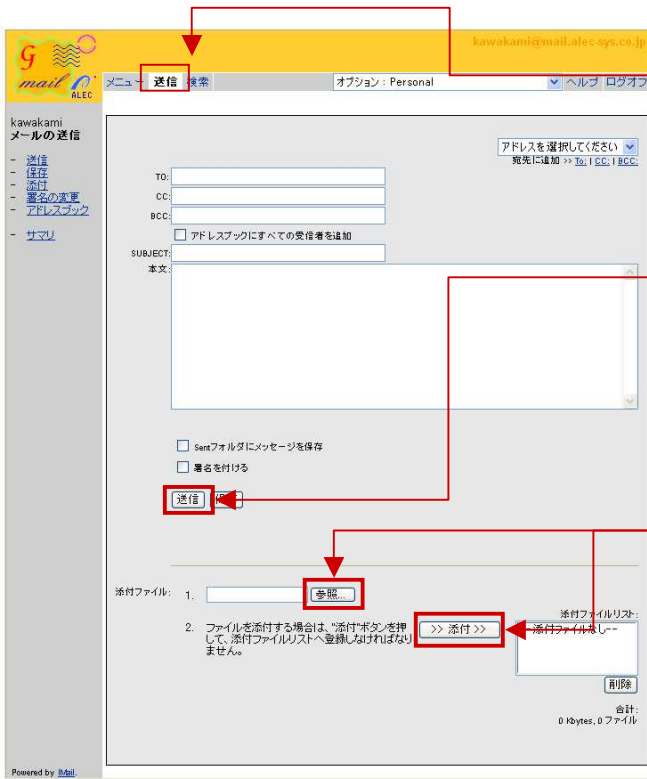 kawakami@mail.alec-sys.co.jp
G
mail
ALEC
メニュー 送信 検索 オプション：Personal ヘルプ ログオフ
kawakami
メールの送信
- 送信
- 保存
- 添付
- 署名の変更
- アドレスブック
- サマリ
アドレスを選択してください
宛先に追加 >> To: | CC: | BCC:
TO:
CC:
BCC:
アドレスブックにすべての受信者を追加
SUBJECT:
本文:
Sentフォルダにメッセージを保存
署名を付ける
送信
添付ファイル: 1. 参照...
2. ファイルを添付する場合は、"添付"ボタンを押
して、添付ファイルリストへ登録しなければなり
ません。
>> 添付 >>
添付ファイルリスト:
--添付ファイルなし--
削除
合計:
0 Kbytes, 0 ファイル
Powered by IMail.